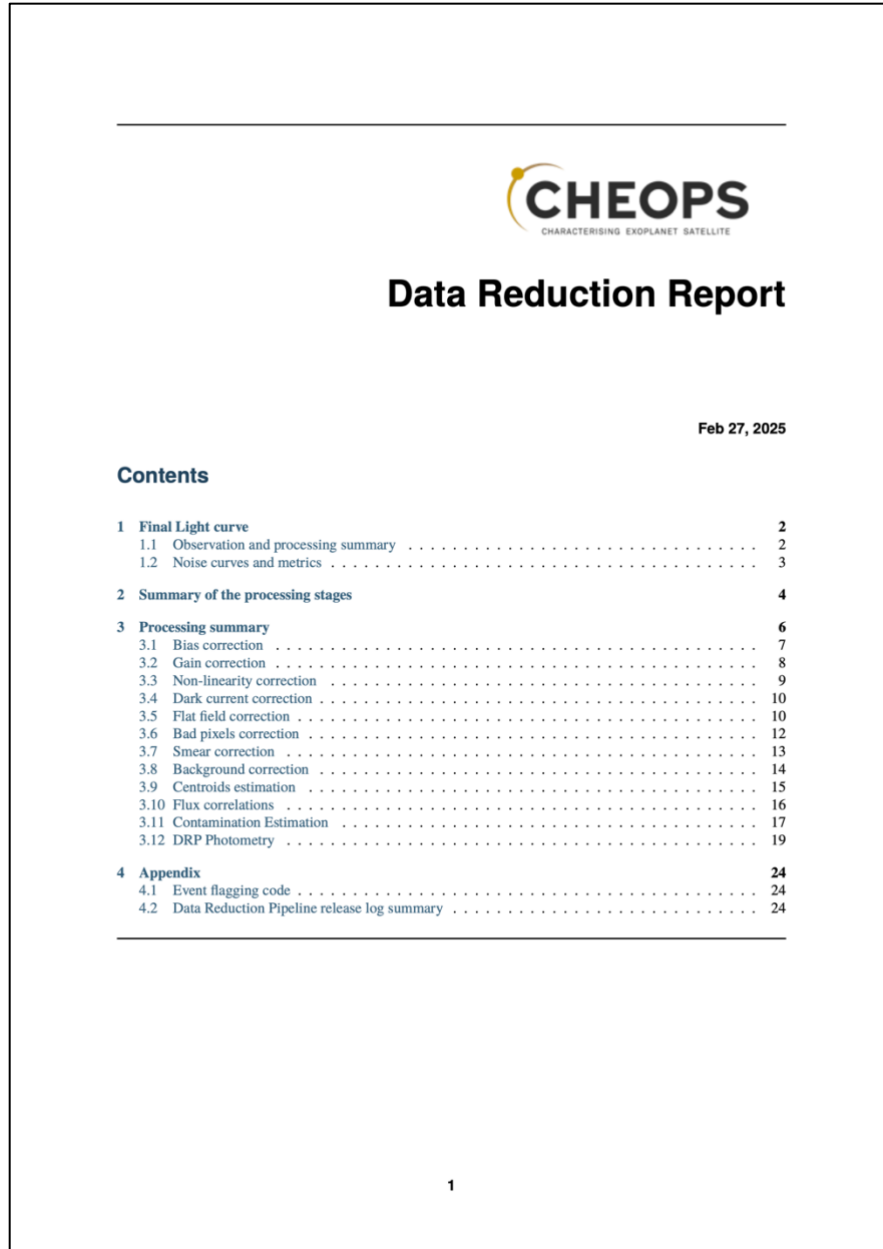 CHEOPS
CHARACTERISING EXOPLANET SATELLITE
Data Reduction Report
Feb 27, 2025
Contents
1 Final Light curve 2
1.1 Observation and processing summary . . . . . . . . . . . . . . . . . . . . . . . . . . . . . . . . 2
1.2 Noise curves and metrics . . . . . . . . . . . . . . . . . . . . . . . . . . . . . . . . . . . . . . . 3
2 Summary of the processing stages 4
3 Processing summary 6
3.1 Bias correction . . . . . . . . . . . . . . . . . . . . . . . . . . . . . . . . . . . . . . . . . . . . 7
3.2 Gain correction . . . . . . . . . . . . . . . . . . . . . . . . . . . . . . . . . . . . . . . . . . . . 8
3.3 Non-linearity correction . . . . . . . . . . . . . . . . . . . . . . . . . . . . . . . . . . . . . . . 9
3.4 Dark current correction . . . . . . . . . . . . . . . . . . . . . . . . . . . . . . . . . . . . . . . . 10
3.5 Flat field correction . . . . . . . . . . . . . . . . . . . . . . . . . . . . . . . . . . . . . . . . . . 10
3.6 Bad pixels correction . . . . . . . . . . . . . . . . . . . . . . . . . . . . . . . . . . . . . . . . . 12
3.7 Smear correction . . . . . . . . . . . . . . . . . . . . . . . . . . . . . . . . . . . . . . . . . . . 13
3.8 Background correction . . . . . . . . . . . . . . . . . . . . . . . . . . . . . . . . . . . . . . . . 14
3.9 Centroids estimation . . . . . . . . . . . . . . . . . . . . . . . . . . . . . . . . . . . . . . . . . 15
3.10 Flux correlations . . . . . . . . . . . . . . . . . . . . . . . . . . . . . . . . . . . . . . . . . . . 16
3.11 Contamination Estimation . . . . . . . . . . . . . . . . . . . . . . . . . . . . . . . . . . . . . . 17
3.12 DRP Photometry . . . . . . . . . . . . . . . . . . . . . . . . . . . . . . . . . . . . . . . . . . . 19
4 Appendix 24
4.1 Event flagging code . . . . . . . . . . . . . . . . . . . . . . . . . . . . . . . . . . . . . . . . . . 24
4.2 Data Reduction Pipeline release log summary . . . . . . . . . . . . . . . . . . . . . . . . . . . . 24
1